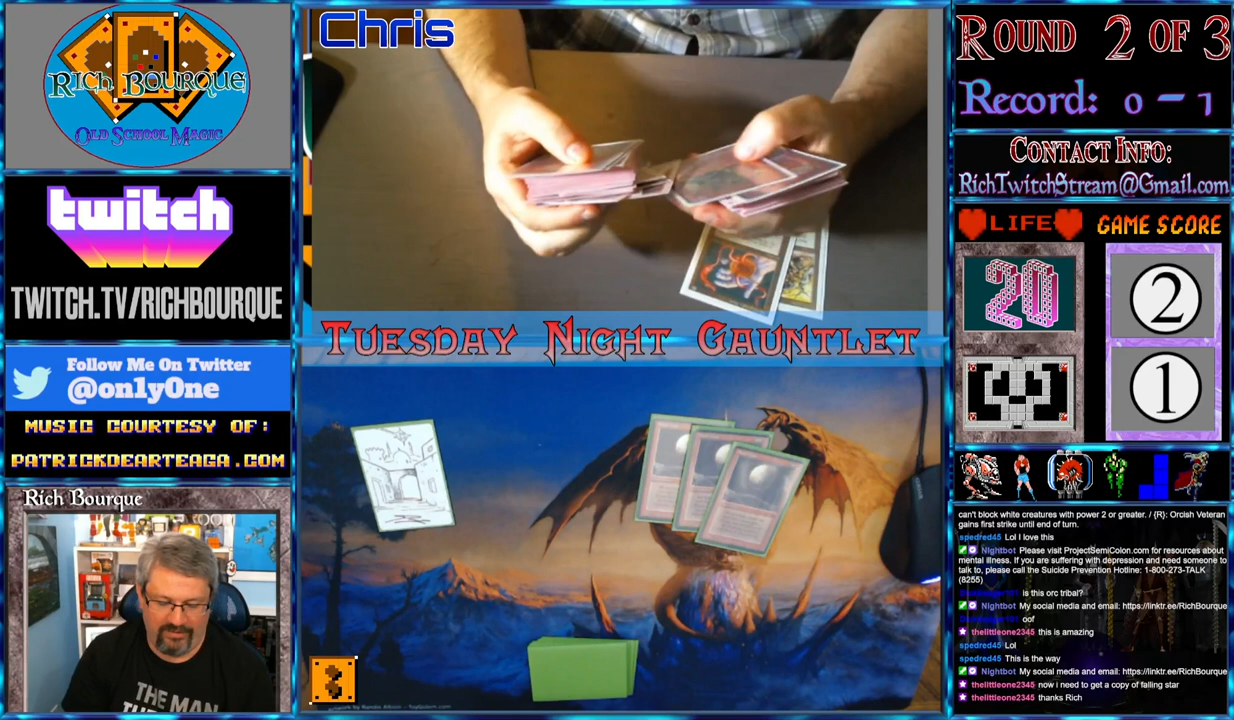 Rich Bourque
Old School Magic
twitch
TWITCH.TV/RICHBOURQUE
Follow Me On Twitter
@on1yOne
MUSIC COURTESY OF:
PATRICKDEARTEAGA.COM
Rich Bourque
THE MAN
Chris
Tuesday Night Gauntlet
Round 2 of 3
Record: 0 - 1
Contact Info:
RichTwitchStream@Gmail.com
LIFE
GAME SCORE
20
2
1
can't block white creatures with power 2 or greater. / {R}: Orcish Veteran
gains first strike until end of turn.
spedred45 Lol I love this
Nightbot Please visit ProjectSemiColon.com for resources about
mental illness. If you are suffering with depression and need someone to
talk to, please call the Suicide Prevention Hotline: 1-800-273-TALK
(8255)
is this orc tribal?
Nightbot My social media and email: https://linktr.ee/RichBourque
oof
thelittleone2345 this is amazing
spedred45 Lol
spedred45 This is the way
Nightbot My social media and email: https://linktr.ee/RichBourque
thelittleone2345 now i need to get a copy of falling star
thelittleone2345 thanks Rich